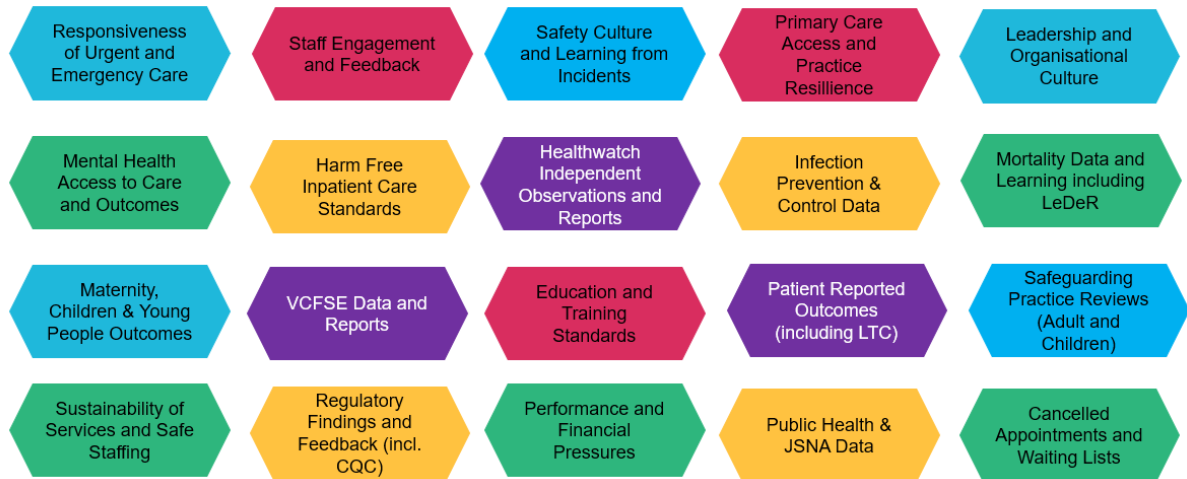 Responsiveness
of Urgent and
Emergency Care
Staff Engagement
and Feedback
Safety Culture
and Learning from
Incidents
Primary Care
Access and
Practice
Resillience
Leadership and
Organisational
Culture
Mental Health
Access to Care
and Outcomes
Harm Free
Inpatient Care
Standards
Healthwatch
Independent
Observations and
Reports
Infection
Prevention &
Control Data
Mortality Data and
Learning including
LeDeR
Maternity,
Children & Young
People Outcomes
VCFSE Data and
Reports
Education and
Training
Standards
Patient Reported
Outcomes
(including LTC)
Safeguarding
Practice Reviews
(Adult and
Children)
Sustainability of
Services and Safe
Staffing
Regulatory
Findings and
Feedback (incl.
CQC)
Performance and
Financial
Pressures
Public Health &
JSNA Data
Cancelled
Appointments and
Waiting Lists